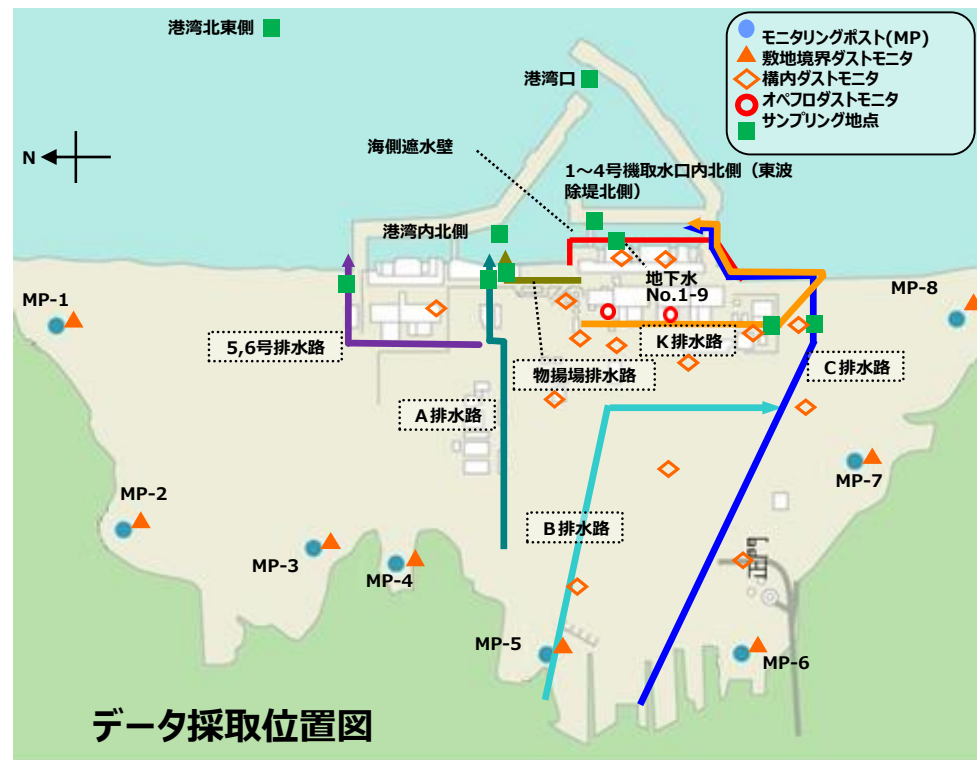 港湾北東側
モニタリングポスト(MP)
敷地境界ダストモニタ
構内ダストモニタ
オペフロダストモニタ
サンプリング地点
港湾口
N
海側遮水壁
1～4号機取水口内北側（東波
除堤北側）
港湾内北側
地下水
No.1-9
MP-1
MP-8
5,6号排水路
K排水路
物揚場排水路
C排水路
A排水路
MP-7
MP-2
B排水路
MP-3
MP-4
正門
MP-5
MP-6
データ採取位置図